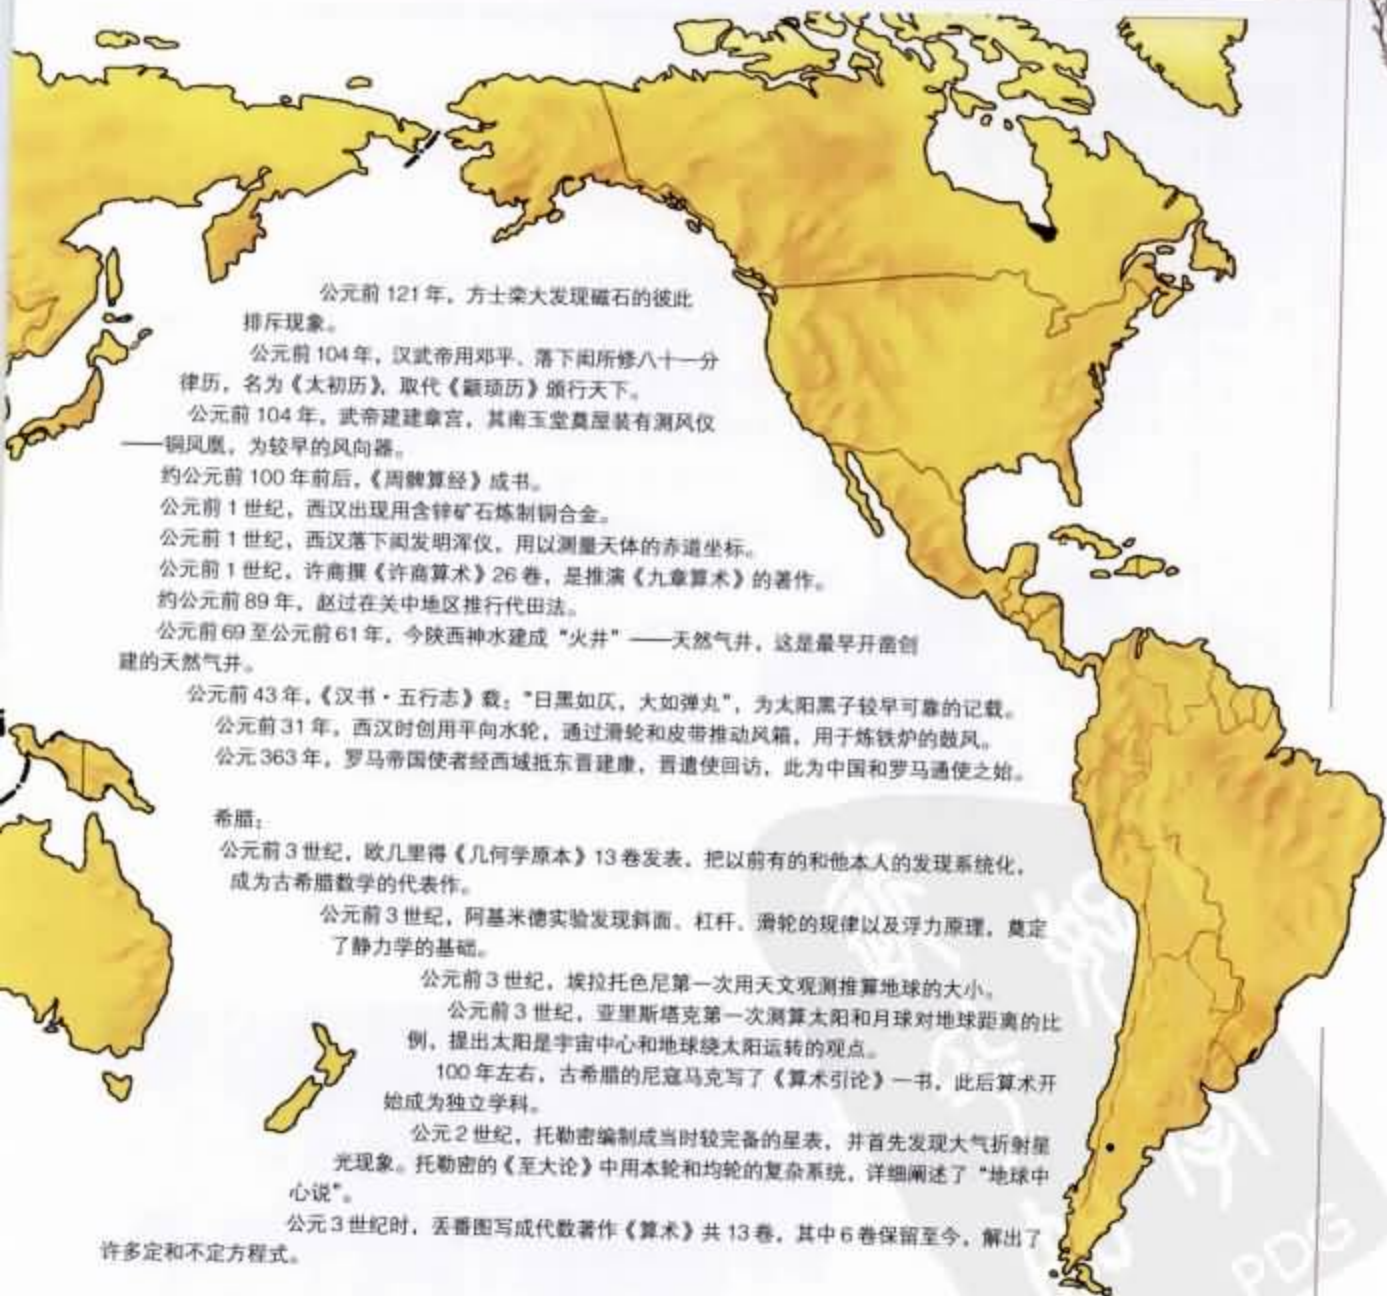 公元前 121 年，方士栾大发现磁石的彼此
排斥现象。
公元前 104 年，汉武帝用邓平、落下闳所修八十一分
律历，名为《太初历》，取代《颛顼历》颁行天下。
公元前 104 年，武帝建建章宫，其南玉堂奠屋装有测风仪
——铜凤凰，为较早的风向器。
约公元前 100 年前后，《周髀算经》成书。
公元前 1 世纪，西汉出现用含锌矿石炼制铜合金。
公元前 1 世纪，西汉落下闳发明浑仪，用以测量天体的赤道坐标。
公元前 1 世纪，许商撰《许商算术》26 卷，是推演《九章算术》的著作。
约公元前 89 年，赵过在关中地区推行代田法。
公元前 69 至公元前 61 年，今陕西神水建成“火井”——天然气井，这是最早开凿创
建的天然气井。
公元前 43 年，《汉书·五行志》载：“日黑如仄，大如弹丸”，为太阳黑子较早可靠的记载。
公元前 31 年，西汉时创用平向水轮，通过滑轮和皮带推动风箱，用于炼铁炉的鼓风。
公元 363 年，罗马帝国使者经西域抵东晋建康，晋遣使回访，此为中国和罗马通使之始。
希腊：
公元前 3 世纪，欧几里得《几何学原本》13 卷发表，把以前有的和他本人的发现系统化，
成为古希腊数学的代表作。
公元前 3 世纪，阿基米德实验发现斜面、杠杆、滑轮的规律以及浮力原理，奠定
了静力学的基础。
公元前 3 世纪，埃拉托色尼第一次用天文观测推算地球的大小。
公元前 3 世纪，亚里斯塔克第一次测算太阳和月球对地球距离的比
例，提出太阳是宇宙中心和地球绕太阳运转的观点。
100 年左右，古希腊的尼寇马克写了《算术引论》一书，此后算术开
始成为独立学科。
公元 2 世纪，托勒密编制成当时较完备的星表，并首先发现大气折射星
光现象。托勒密的《至大论》中用本轮和均轮的复杂系统，详细阐述了“地球中
心说”。
公元 3 世纪时，丢番图写成代数著作《算术》共 13 卷，其中 6 卷保留至今，解出了
许多定和不定方程式。
PDG